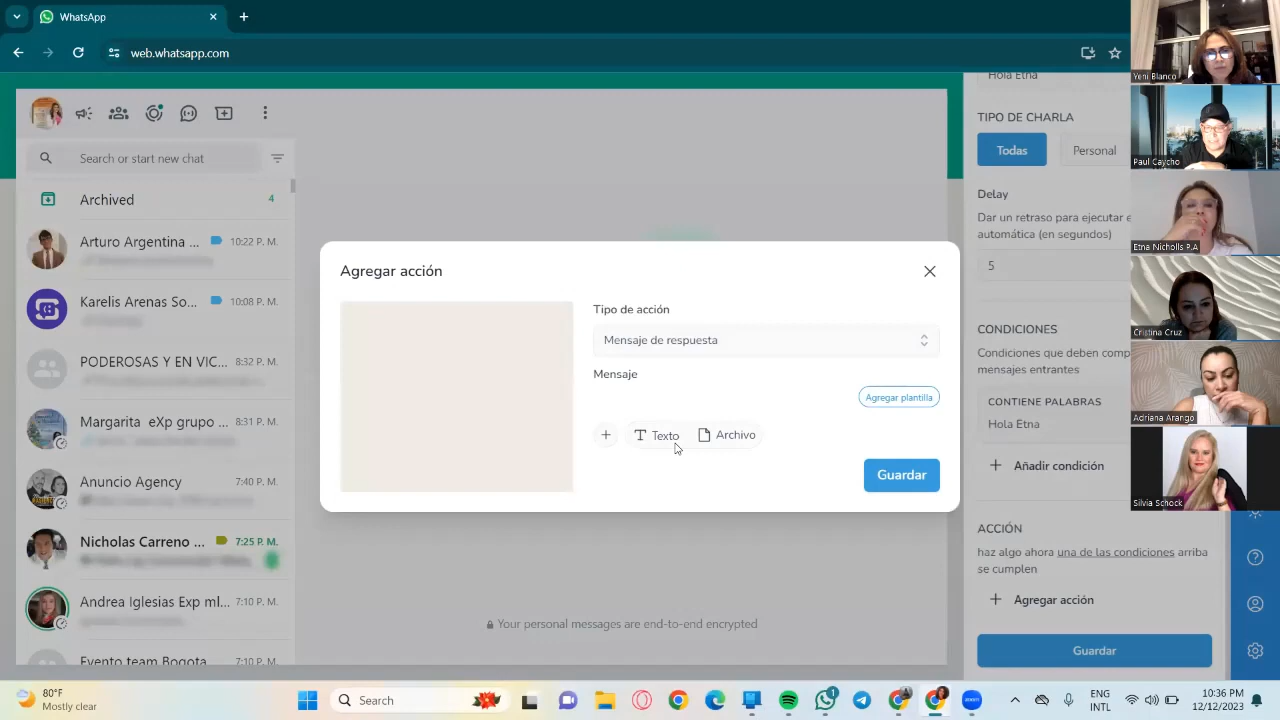 WhatsApp
web.whatsapp.com
Search or start new chat
Archived
4
Arturo Argentina ...
10:22 P. M.
Karelis Arenas So...
10:08 P. M.
PODEROSAS Y EN VIC...
8:32 P. M.
Margarita eXp grupo ...
8:31 P. M.
Anuncio Agency
7:40 P. M.
Nicholas Carreno ...
7:25 P. M.
Andrea Iglesias Exp ml...
7:10 P. M.
Evento team Bogota
7:10 P. M.
Your personal messages are end-to-end encrypted
Agregar acción
Tipo de acción
Mensaje de respuesta
Mensaje
Agregar plantilla
Texto
Archivo
Guardar
Hola Etna
TIPO DE CHARLA
Todas
Personal
Delay
Dar un retraso para ejecutar
automática (en segundos)
5
CONDICIONES
Condiciones que deben
mensajes entrantes
CONTIENE PALABRAS
Hola Etna
Añadir condición
ACCIÓN
haz algo ahora una de las condiciones arriba
se cumplen
Agregar acción
Guardar
Yeni Blanco
Paul Caycho
Etna Nicholls P.A
Cristina Cruz
Adriana Arango
Silvia Schock
80°F
Mostly clear
Search
1
ENG
INTL
10:36 PM
12/12/2023